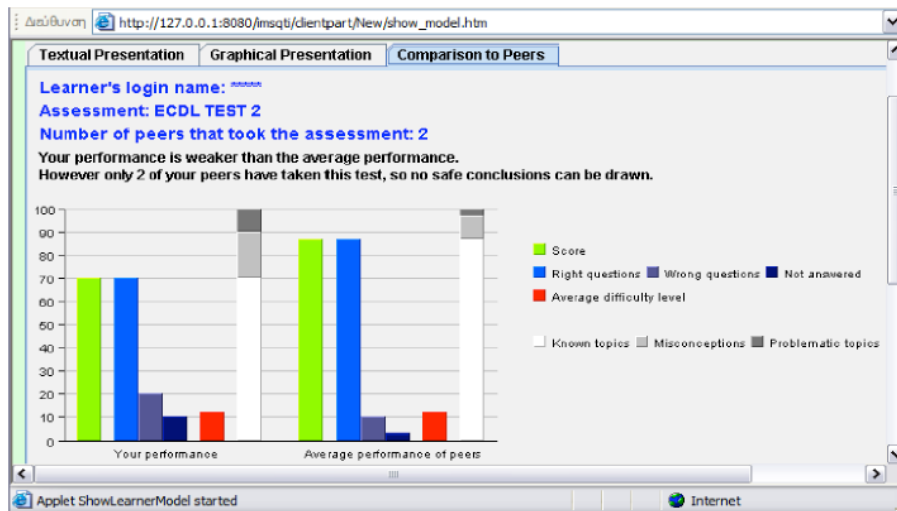 Διεύθυνση http://127.0.0.1:8080/imsqti/clientpart/New/show_model.htm
Textual Presentation Graphical Presentation Comparison to Peers
Learner's login name: *****
Assessment: ECDL TEST 2
Number of peers that took the assessment: 2
Your performance is weaker than the average performance.
However only 2 of your peers have taken this test, so no safe conclusions can be drawn.
100
90
80
70
60
50
40
30
20
10
0
Your performance Average performance of peers
Score
Right questions Wrong questions Not answered
Average difficulty level
Known topics Misconceptions Problematic topics
Applet ShowLearnerModel started Internet